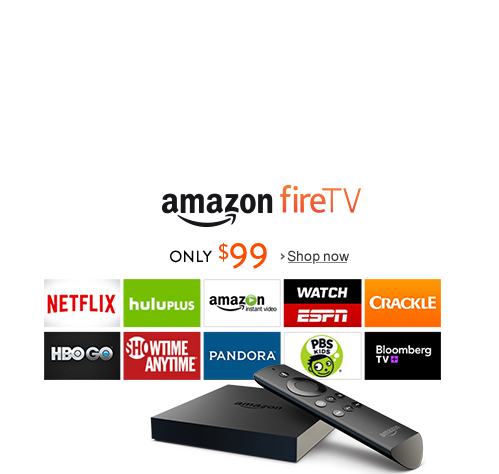 amazon fireTV
ONLY $99 › Shop now
NETFLIX huluPLUS amazon instant video WATCH ESPN CRACKLE
HBO GO SHOWTIME ANYTIME PANDORA PBS KIDS Bloomberg TV+
amazon
amazon